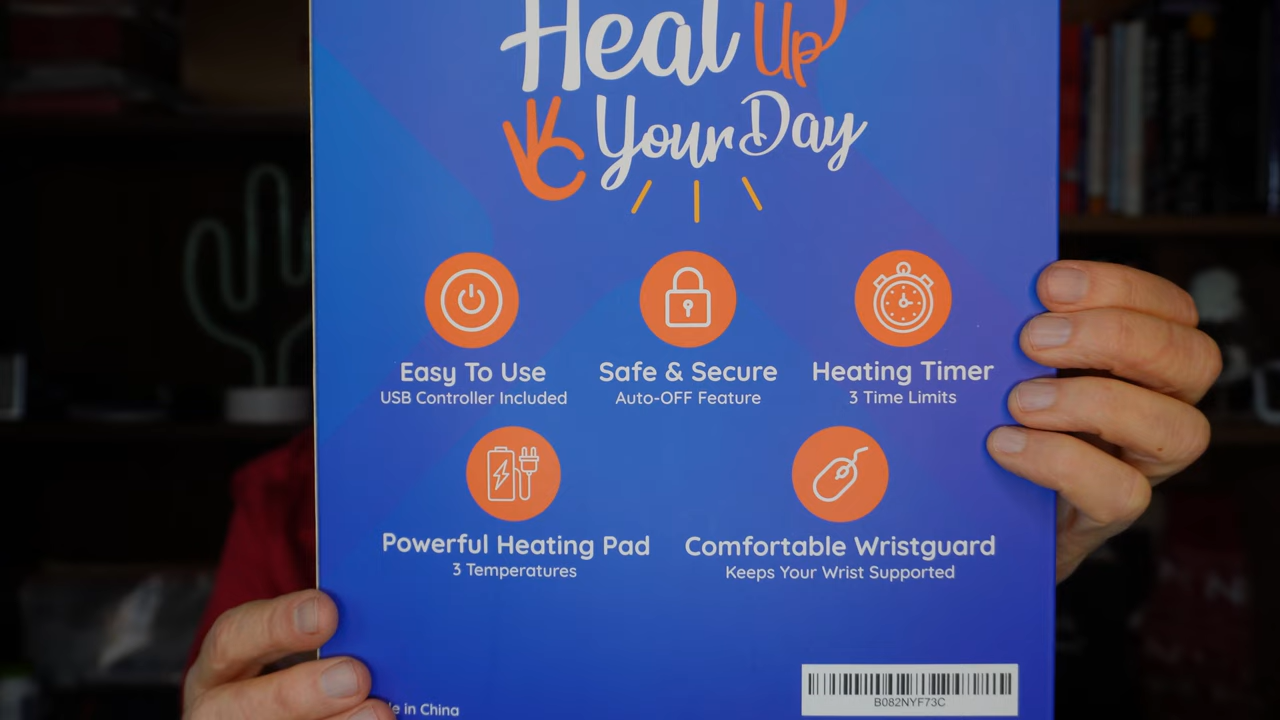 Heat Up
Your Day
Easy To Use
USB Controller Included
Safe & Secure
Auto-OFF Feature
Heating Timer
3 Time Limits
Powerful Heating Pad
3 Temperatures
Comfortable Wristguard
Keeps Your Wrist Supported
in China
B082NYF73C